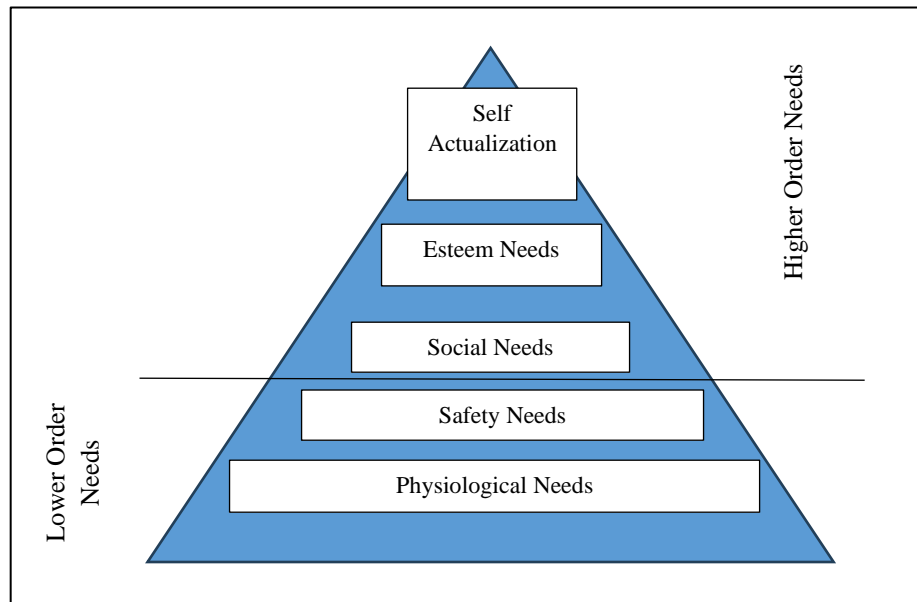 Self
Actualization
Higher Order Needs
Esteem Needs
Social Needs
Safety Needs
Lower Order
Needs
Physiological Needs